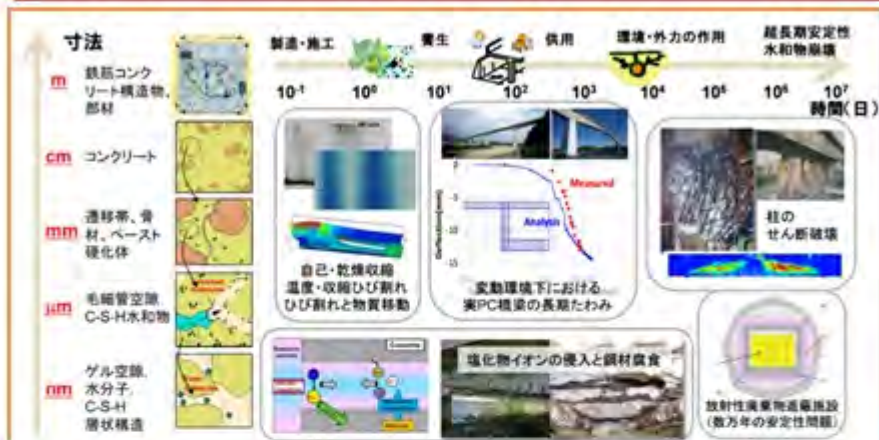 寸法
製造・施工
養生
供用
環境・外力の作用
超長期安定性
水和物崩壊
10-1
100
101
102
103
104
105
106
107
時間(日)
m
鉄筋コンク
リート構造物、
部材
cm
コンクリート
mm
遷移帯、骨
材、ペースト
硬化体
μm
毛細管空隙、
C-S-H水和物
nm
ゲル空隙、
水分子、
C-S-H
層状構造
自己・乾燥収縮
温度・収縮ひび割れ
ひび割れと物質移動
Deflection(mm)
0
-5
-10
-15
Measured
Analysis
変動環境下における
実PC橋梁の長期たわみ
柱の
せん断破壊
塩化物イオンの侵入と鋼材腐食
放射性廃棄物遮蔽施設
(数万年の安定性問題)